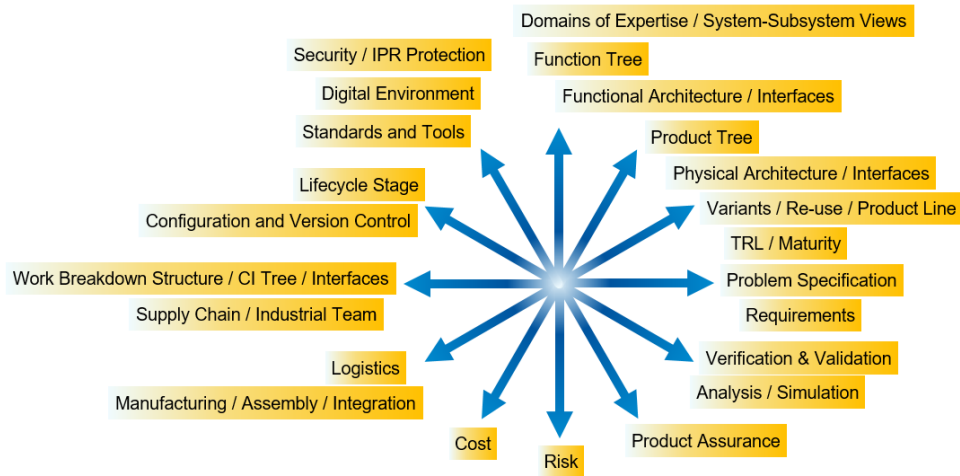 Domains of Expertise / System-Subsystem Views
Security / IPR Protection
Function Tree
Digital Environment
Functional Architecture / Interfaces
Standards and Tools
Product Tree
Physical Architecture / Interfaces
Lifecycle Stage
Variants / Re-use / Product Line
Configuration and Version Control
TRL / Maturity
Work Breakdown Structure / CI Tree / Interfaces
Problem Specification
Supply Chain / Industrial Team
Requirements
Verification & Validation
Logistics
Analysis / Simulation
Manufacturing / Assembly / Integration
Cost
Product Assurance
Risk